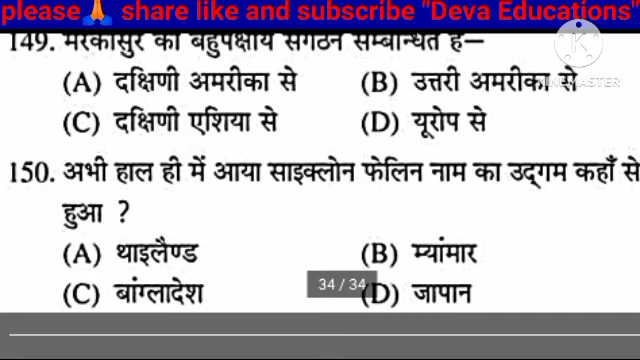 please🙏 share like and subscribe "Deva Educations"
149. मरकासुर का बहुपक्षीय संगठन सम्बन्धित है—
(A) दक्षिणी अमरीका से (B) उत्तरी अमरीका से
KINEMASTER
(C) दक्षिणी एशिया से (D) यूरोप से
150. अभी हाल ही में आया साइक्लोन फेलिन नाम का उद्गम कहाँ से
हुआ ?
(A) थाइलैण्ड (B) म्यांमार
(C) बांग्लादेश (D) जापान
34 / 34